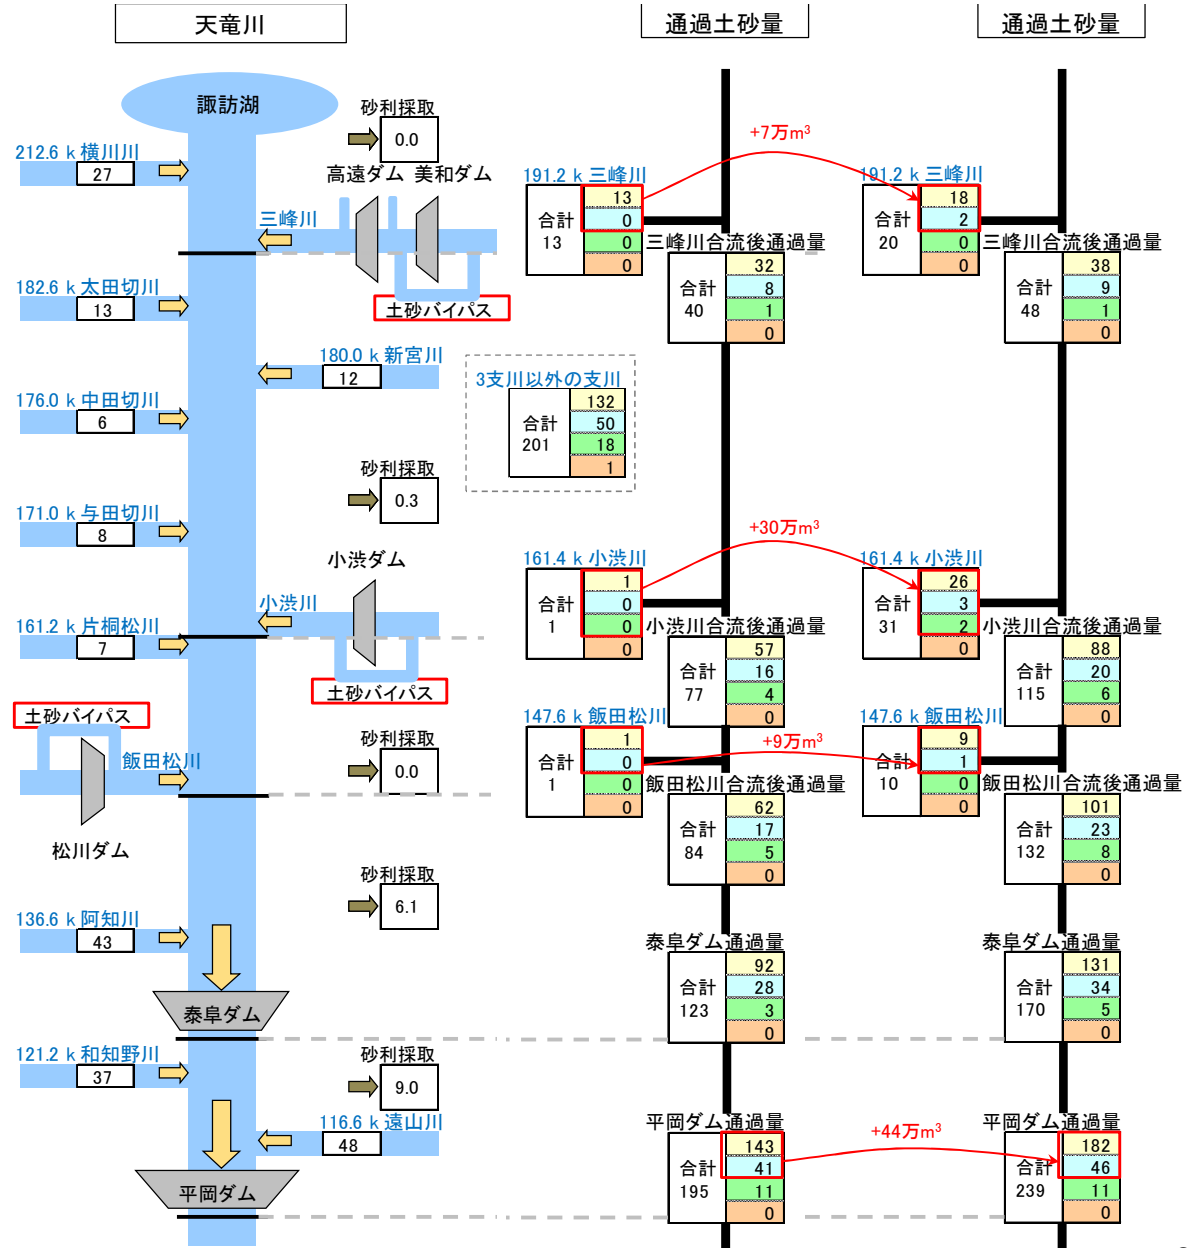 天竜川
通過土砂量
通過土砂量
諏訪湖
砂利採取
0.0
212.6 k 横川川
27
高遠ダム 美和ダム
三峰川
土砂バイパス
182.6 k 太田切川
13
180.0 k 新宮川
12
176.0 k 中田切川
6
砂利採取
0.3
171.0 k 与田切川
8
小渋ダム
小渋川
161.2 k 片桐松川
7
土砂バイパス
土砂バイパス
飯田松川
砂利採取
0.0
松川ダム
砂利採取
6.1
136.6 k 阿知川
43
泰阜ダム
121.2 k 和知野川
37
砂利採取
9.0
116.6 k 遠山川
48
平岡ダム
3支川以外の支川
合計
201
132
50
18
1
191.2 k 三峰川
合計
13
13
0
0
0
三峰川合流後通過量
合計
40
32
8
1
0
161.4 k 小渋川
合計
1
1
0
0
0
小渋川合流後通過量
合計
77
57
16
4
0
147.6 k 飯田松川
合計
1
1
0
0
0
飯田松川合流後通過量
合計
84
62
17
5
0
泰阜ダム通過量
合計
123
92
28
3
0
平岡ダム通過量
合計
195
143
41
11
0
+7万m³
+30万m³
+9万m³
+44万m³
191.2 k 三峰川
合計
20
18
2
0
0
三峰川合流後通過量
合計
48
38
9
1
0
161.4 k 小渋川
合計
31
26
3
2
0
小渋川合流後通過量
合計
115
88
20
6
0
147.6 k 飯田松川
合計
10
9
1
0
0
飯田松川合流後通過量
合計
132
101
23
8
0
泰阜ダム通過量
合計
170
131
34
5
0
平岡ダム通過量
合計
239
182
46
11
0